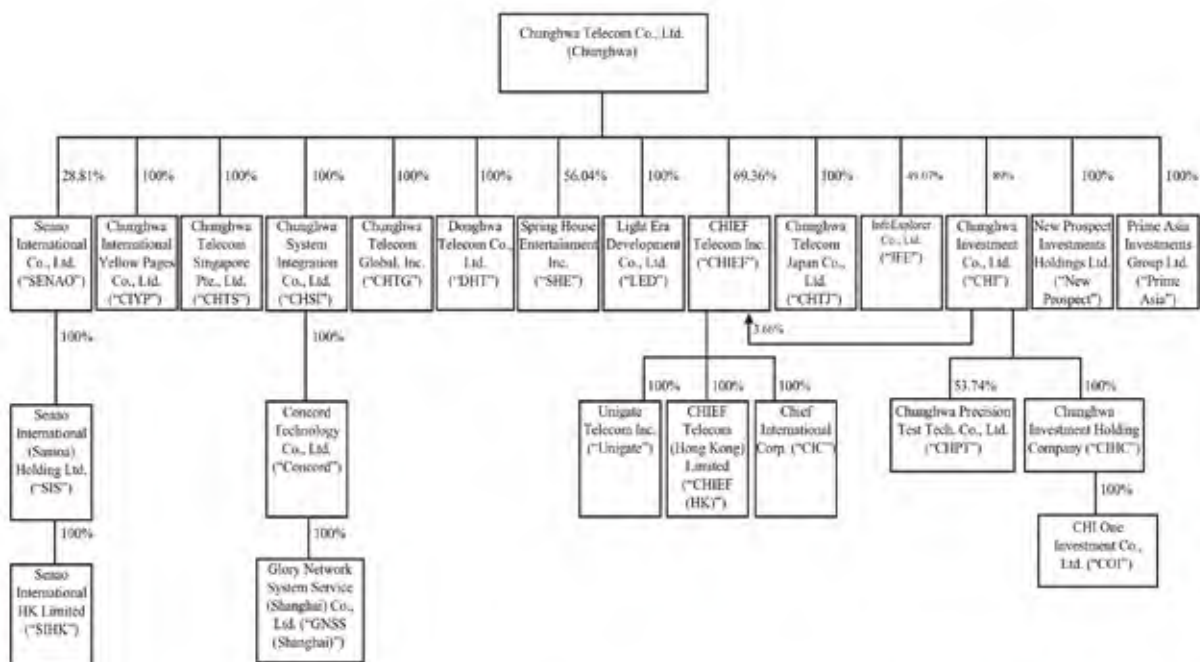 Chunghwa Telecom Co., Ltd.
(Chunghwa)
28.81%
100%
100%
100%
100%
100%
56.04%
100%
69.36%
100%
49.07%
89%
100%
100%
Senao
International
Co., Ltd.
("SENAO")
Chunghwa
International
Yellow Pages
Co., Ltd.
("CIYP")
Chunghwa
Telecom
Singapore
Pte., Ltd.
("CHTS")
Chunghwa
System
Integration
Co., Ltd.
("CHSI")
Chunghwa
Telecom
Global, Inc.
("CHTG")
Donghwa
Telecom Co.,
Ltd.
("DHT")
Spring House
Entertainment
Inc.
("SHE")
Light Era
Development
Co., Ltd.
("LED")
CHIEF
Telecom Inc.
("CHIEF")
Chunghwa
Telecom
Japan Co.,
Ltd.
("CHTJ")
InfoExplorer
Co., Ltd.
("IFE")
Chunghwa
Investment
Co., Ltd.
("CHI")
New Prospect
Investments
Holdings Ltd.
("New
Prospect")
Prime Asia
Investments
Group Ltd.
("Prime
Asia")
3.66%
100%
100%
100%
100%
100%
53.74%
100%
Senao
International
(Samoa)
Holding Ltd.
("SIS")
Concord
Technology
Co., Ltd.
("Concord")
Unigate
Telecom Inc.
("Unigate")
CHIEF
Telecom
(Hong Kong)
Limited
("CHIEF
(HK)")
Chief
International
Corp. ("CIC")
Chunghwa Precision
Test Tech. Co., Ltd.
("CHPT")
Chunghwa
Investment Holding
Company ("CIHC")
100%
100%
100%
Senao
International
HK Limited
("SIHK")
Glory Network
System Service
(Shanghai) Co.,
Ltd. ("GNSS
(Shanghai)")
CHI One
Investment Co.,
Ltd. ("COI")